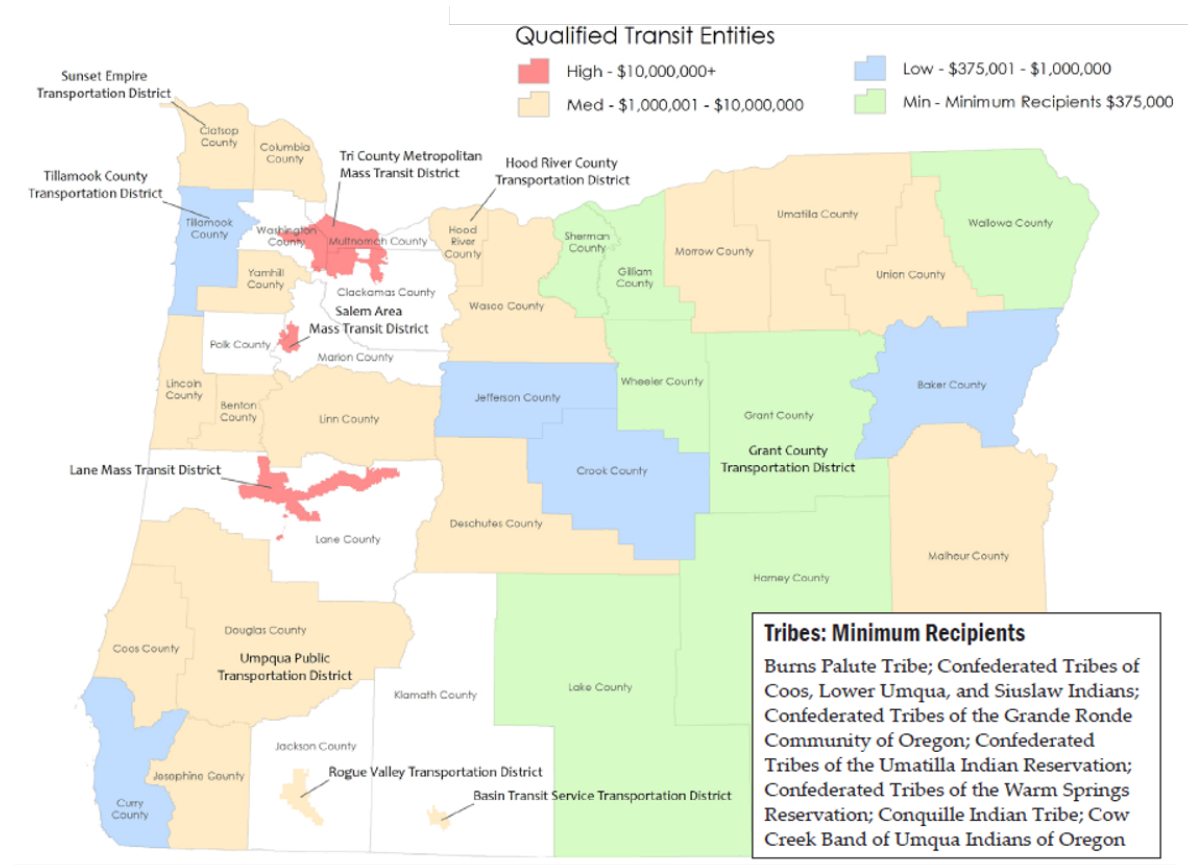 Qualified Transit Entities
High - $10,000,000+
Low - $375,001 - $1,000,000
Med - $1,000,001 - $10,000,000
Min - Minimum Recipients $375,000
Sunset Empire
Transportation District
Clatsop
County
Columbia
County
Tri County Metropolitan
Mass Transit District
Hood River County
Transportation District
Tillamook County
Transportation District
Tillamook
County
Washington
County
Multnomah County
Hood
River
County
Sherman
County
Gilliam
County
Morrow County
Umatilla County
Union County
Wallowa County
Yamhill
County
Clackamas County
Wasco County
Salem Area
Mass Transit District
Polk County
Marion County
Lincoln
County
Benton
County
Linn County
Jefferson County
Wheeler County
Grant County
Baker County
Grant County
Transportation District
Lane Mass Transit District
Crook County
Deschutes County
Lane County
Malheur County
Harney County
Coos County
Douglas County
Umpqua Public
Transportation District
Klamath County
Lake County
Jackson County
Josephine County
Curry
County
Rogue Valley Transportation District
Basin Transit Service Transportation District
Tribes: Minimum Recipients
Burns Palute Tribe; Confederated Tribes of
Coos, Lower Umqua, and Siuslaw Indians;
Confederated Tribes of the Grande Ronde
Community of Oregon; Confederated
Tribes of the Umatilla Indian Reservation;
Confederated Tribes of the Warm Springs
Reservation; Conquille Indian Tribe; Cow
Creek Band of Umqua Indians of Oregon